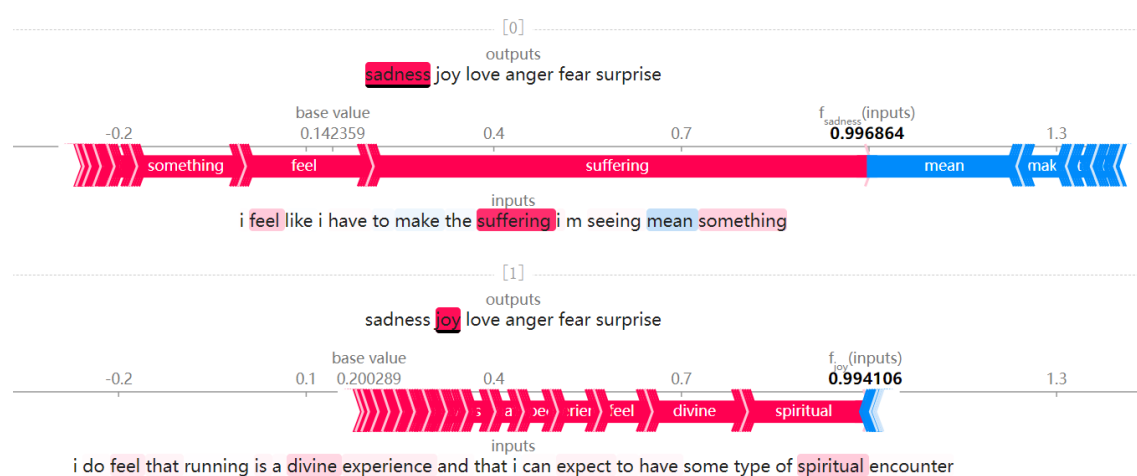 [0]
outputs
sadness joy love anger fear surprise
base value
fsadness(inputs)
-0.2 0.142359 0.4 0.7 0.996864 1.3
something feel suffering mean mak
inputs
i feel like i have to make the suffering i m seeing mean something
[1]
outputs
sadness joy love anger fear surprise
base value
fjoy(inputs)
-0.2 0.1 0.200289 0.4 0.7 0.994106 1.3
feel divine spiritual
inputs
i do feel that running is a divine experience and that i can expect to have some type of spiritual encounter